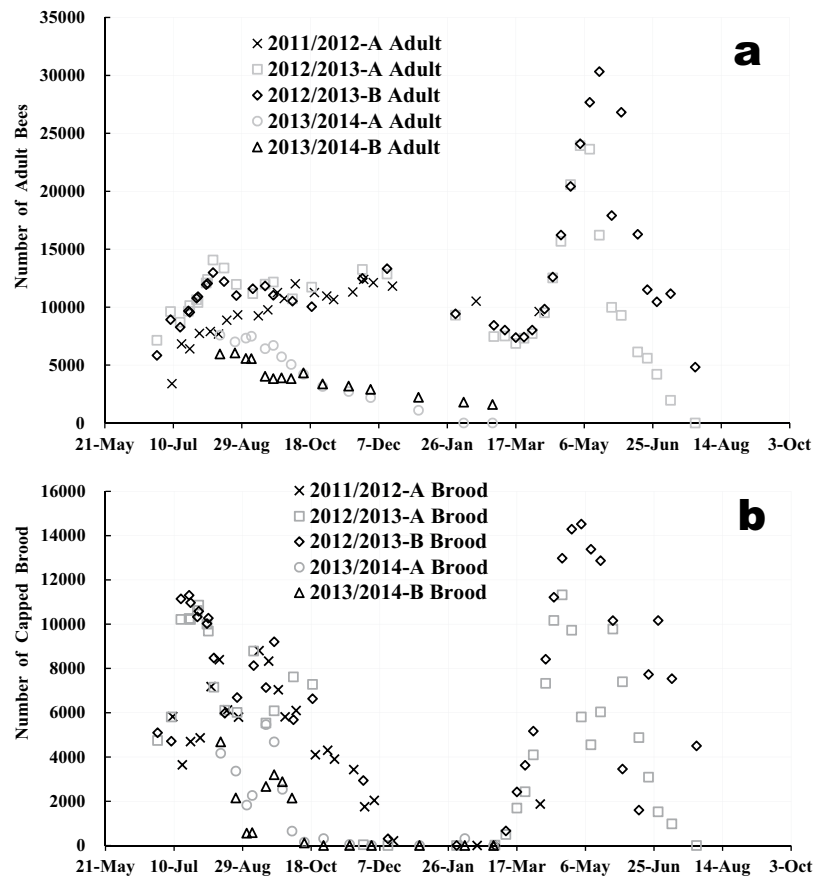 a
35000
30000
25000
20000
15000
10000
5000
0
Number of Adult Bees
2011/2012-A Adult
2012/2013-A Adult
2012/2013-B Adult
2013/2014-A Adult
2013/2014-B Adult
21-May 10-Jul 29-Aug 18-Oct 7-Dec 26-Jan 17-Mar 6-May 25-Jun 14-Aug 3-Oct
b
16000
14000
12000
10000
8000
6000
4000
2000
0
Number of Capped Brood
2011/2012-A Brood
2012/2013-A Brood
2012/2013-B Brood
2013/2014-A Brood
2013/2014-B Brood
21-May 10-Jul 29-Aug 18-Oct 7-Dec 26-Jan 17-Mar 6-May 25-Jun 14-Aug 3-Oct